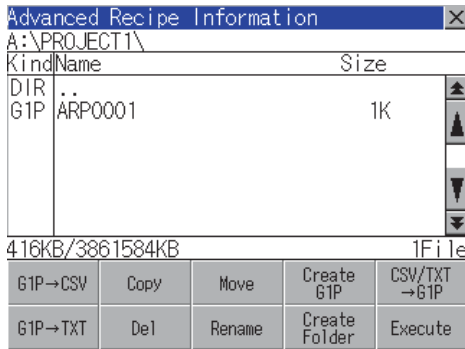 Advanced Recipe Information
A:\PROJECT1\
Kind Name Size
DIR ..
G1P ARP0001 1K
416KB/3861584KB 1File
G1P→CSV Copy Move Create G1P CSV/TXT →G1P
G1P→TXT Del Rename Create Folder Execute